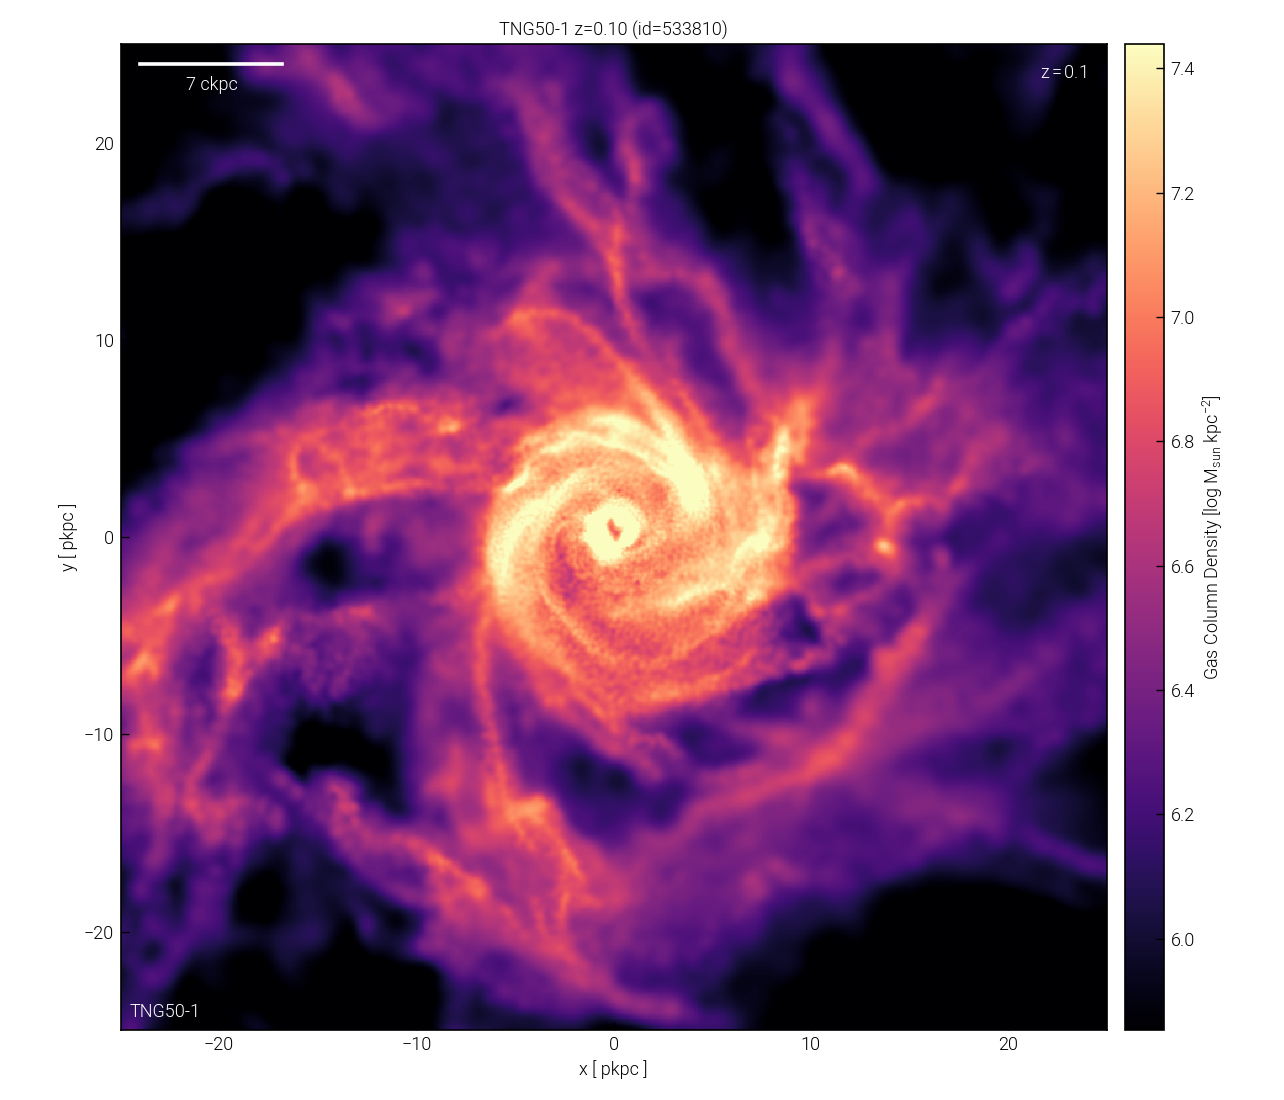 TNG50-1 z=0.10 (id=533810)
7 ckpc
z=0.1
20
10
0
−10
−20
y [ pkpc ]
TNG50-1
−20
−10
0
10
20
x [ pkpc ]
7.4
7.2
7.0
6.8
6.6
6.4
6.2
6.0
Gas Column Density [log M_sun kpc^−2]